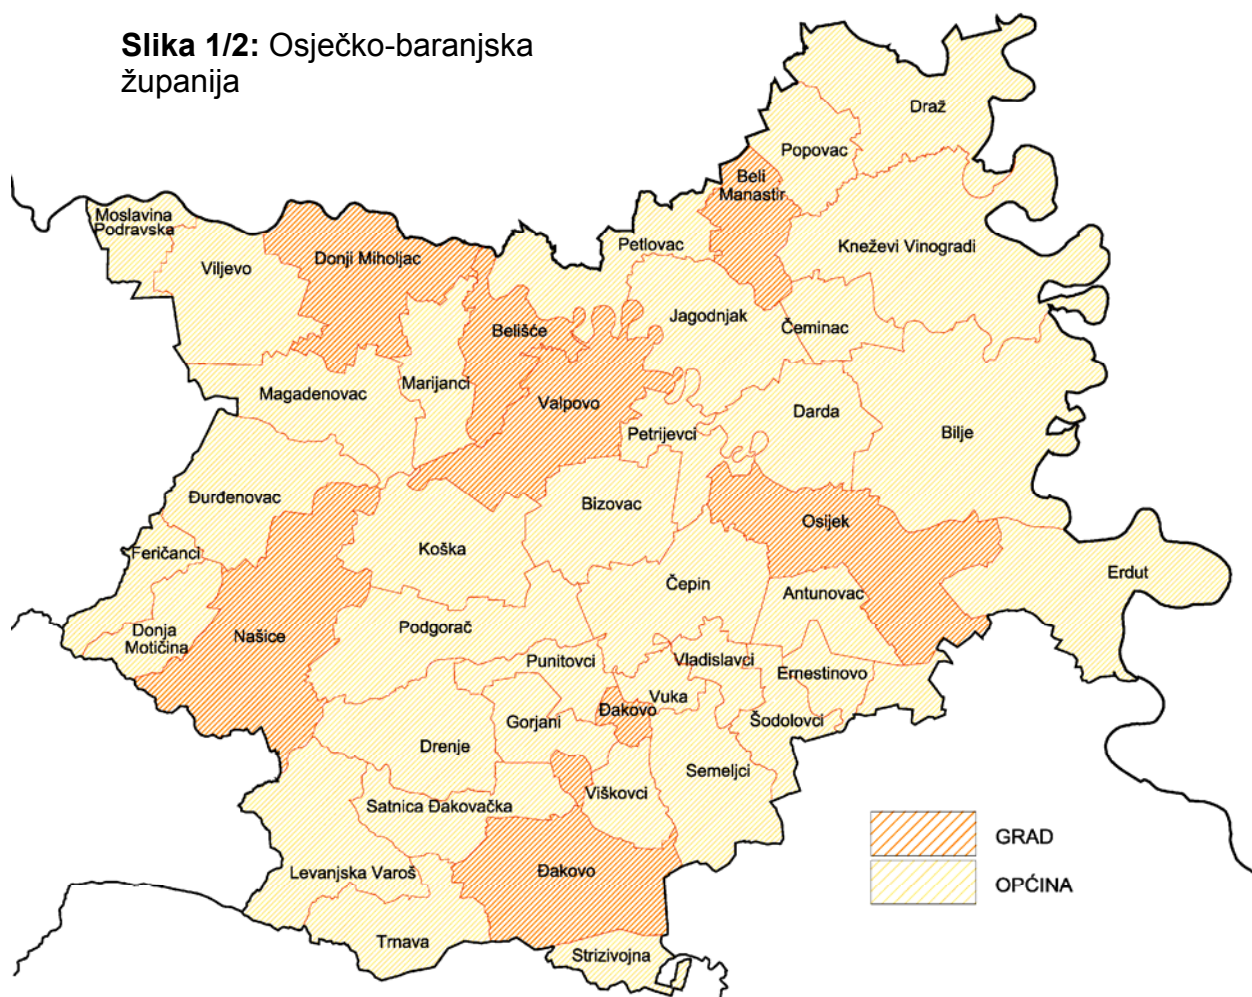 Slika 1/2: Osječko-baranjska
županija
Draž
Popovac
Beli
Manastir
Moslavina
Podravska
Petlovac
Kneževi Vinogradi
Donji Miholjac
Viljevo
Jagodnjak
Čeminac
Belišće
Marijanci
Magadenovac
Valpovo
Darda
Petrijevci
Bilje
Đurđenovac
Bizovac
Osijek
Koška
Feričanci
Erdut
Čepin
Antunovac
Donja
Motičina
Našice
Podgorač
Punitovci
Vladislavci
Ernestinovo
Vuka
Đakovo
Gorjani
Šodolovci
Drenje
Semeljci
Viškovci
Satnica Đakovačka
GRAD
Levanjska Varoš
Đakovo
OPĆINA
Trnava
Strizivojna